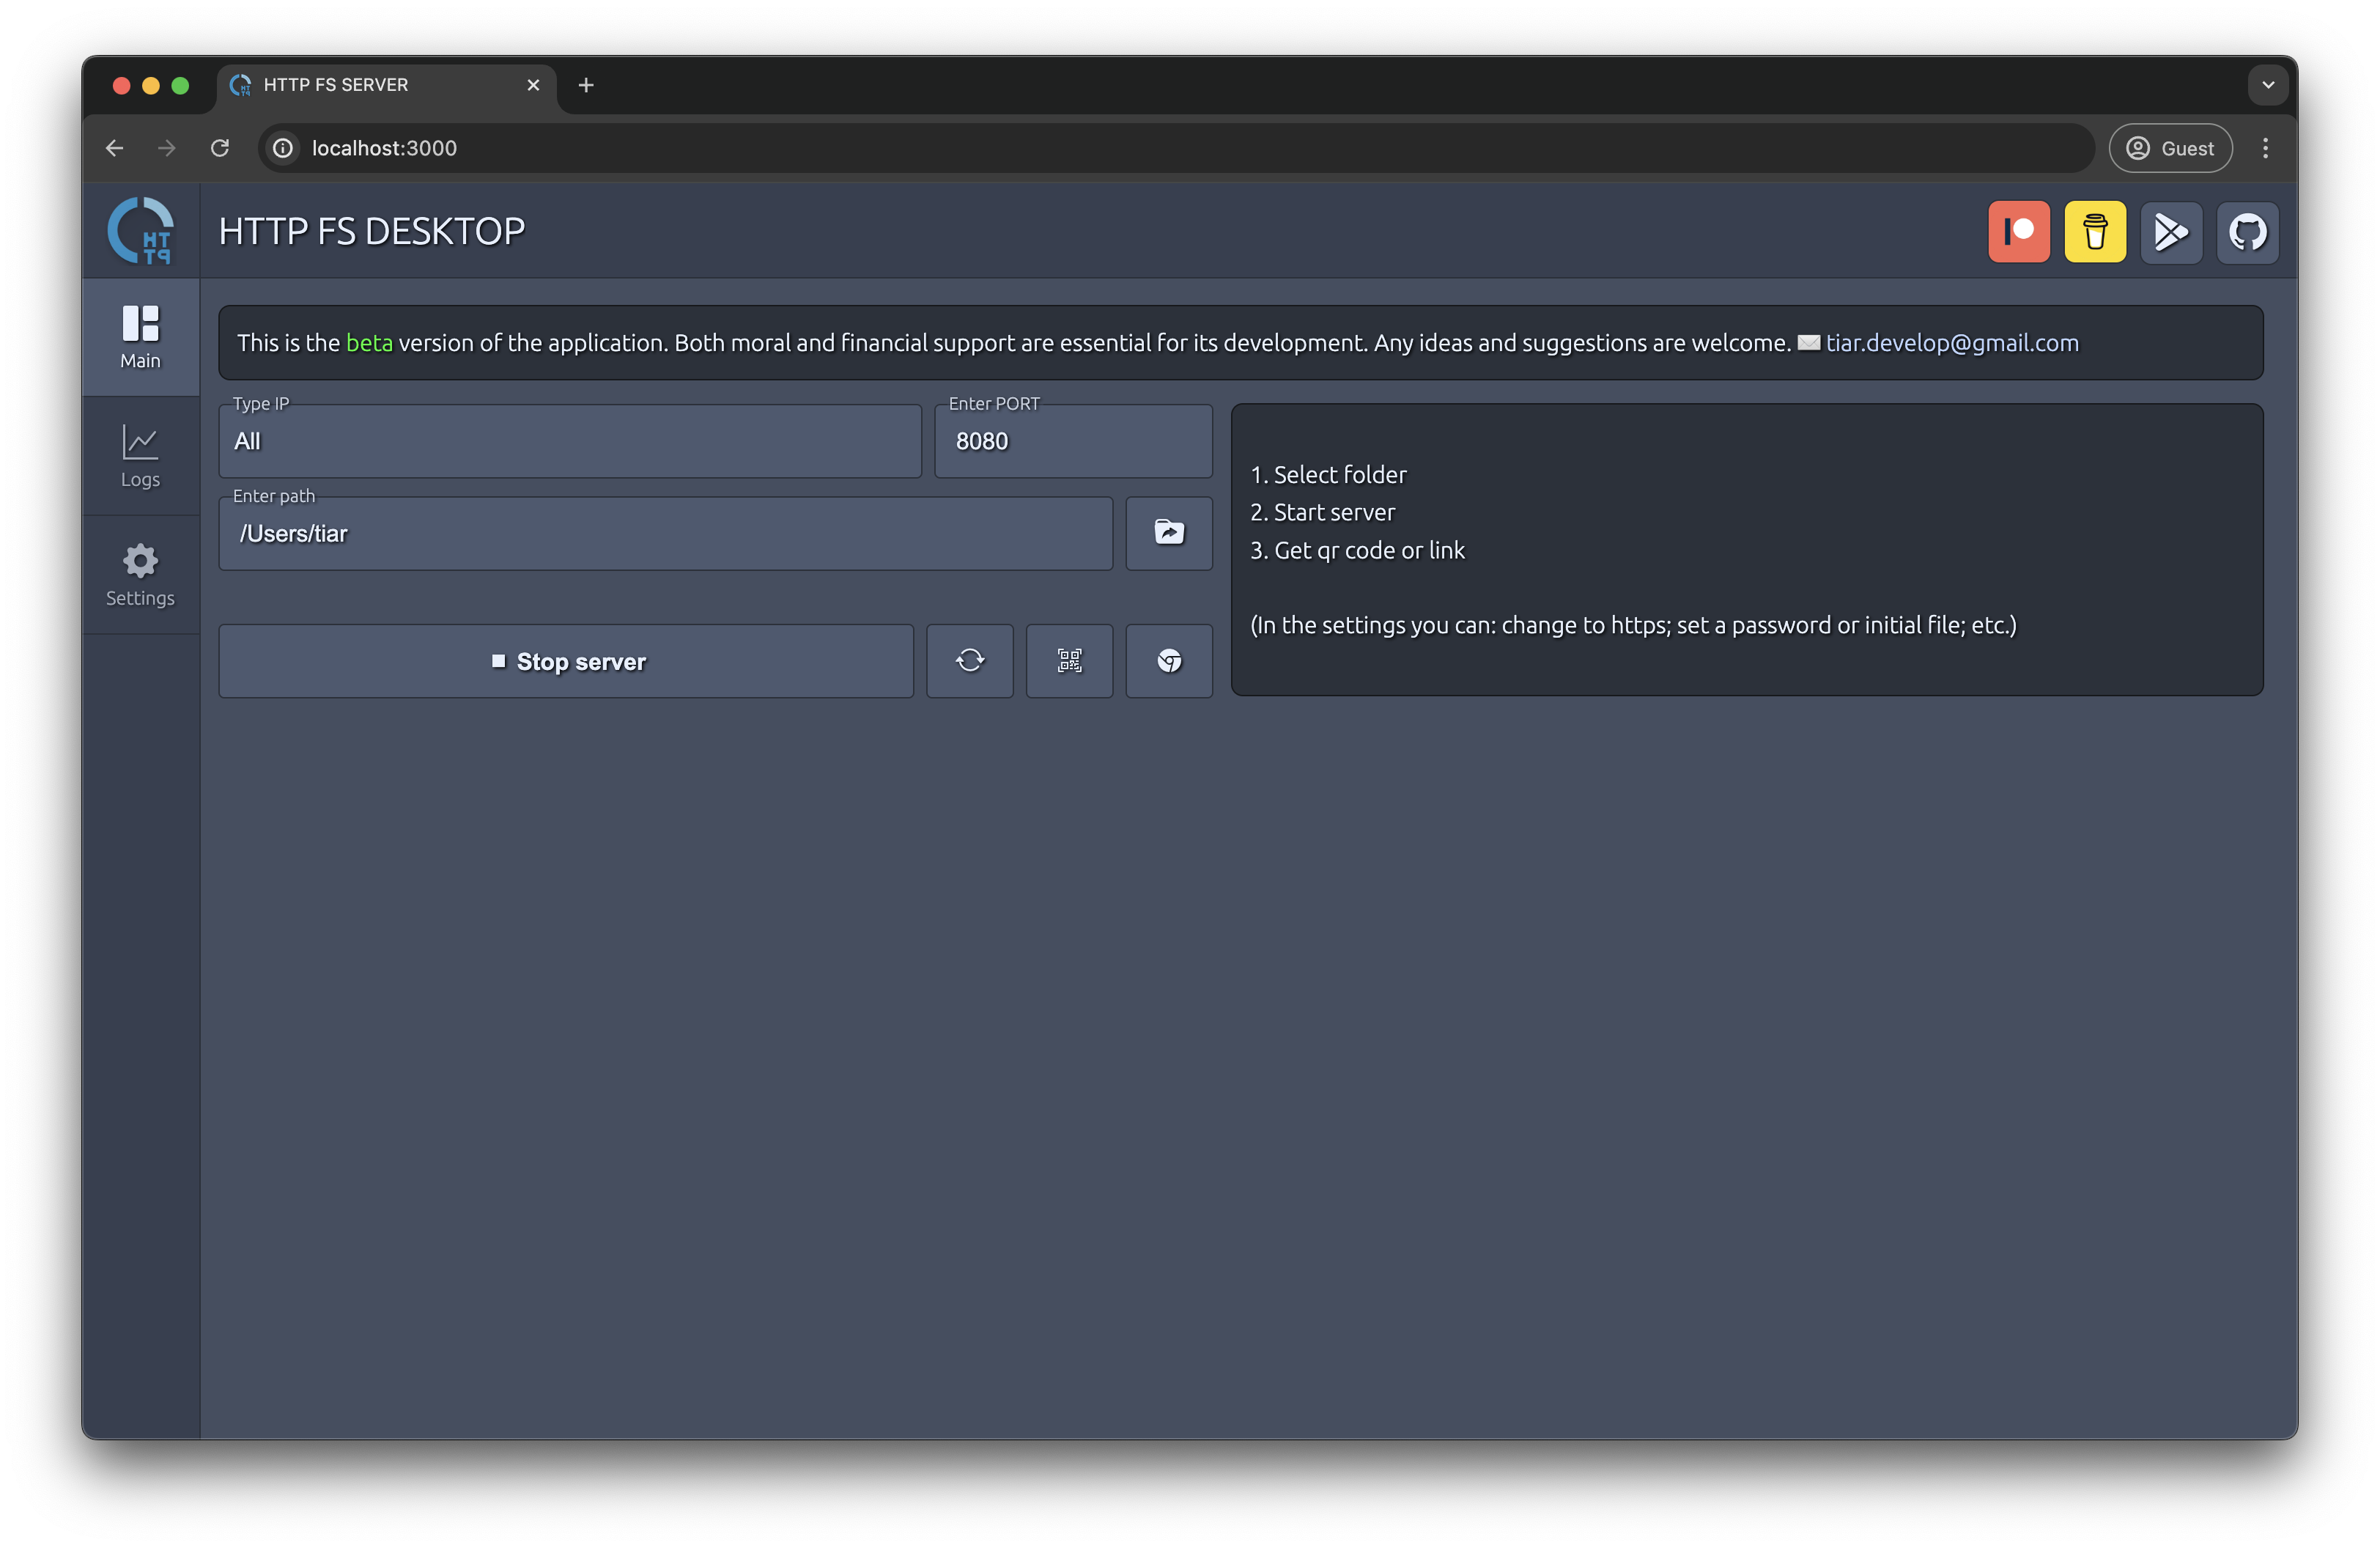 HTTP FS SERVER
localhost:3000
Guest
HTTP
HTTP FS DESKTOP
Main
Logs
Settings
This is the beta version of the application. Both moral and financial support are essential for its development. Any ideas and suggestions are welcome. ✉️ tiar.develop@gmail.com
Type IP
All
Enter PORT
8080
Enter path
/Users/tiar
Stop server
1. Select folder
2. Start server
3. Get qr code or link
(In the settings you can: change to https; set a password or initial file; etc.)